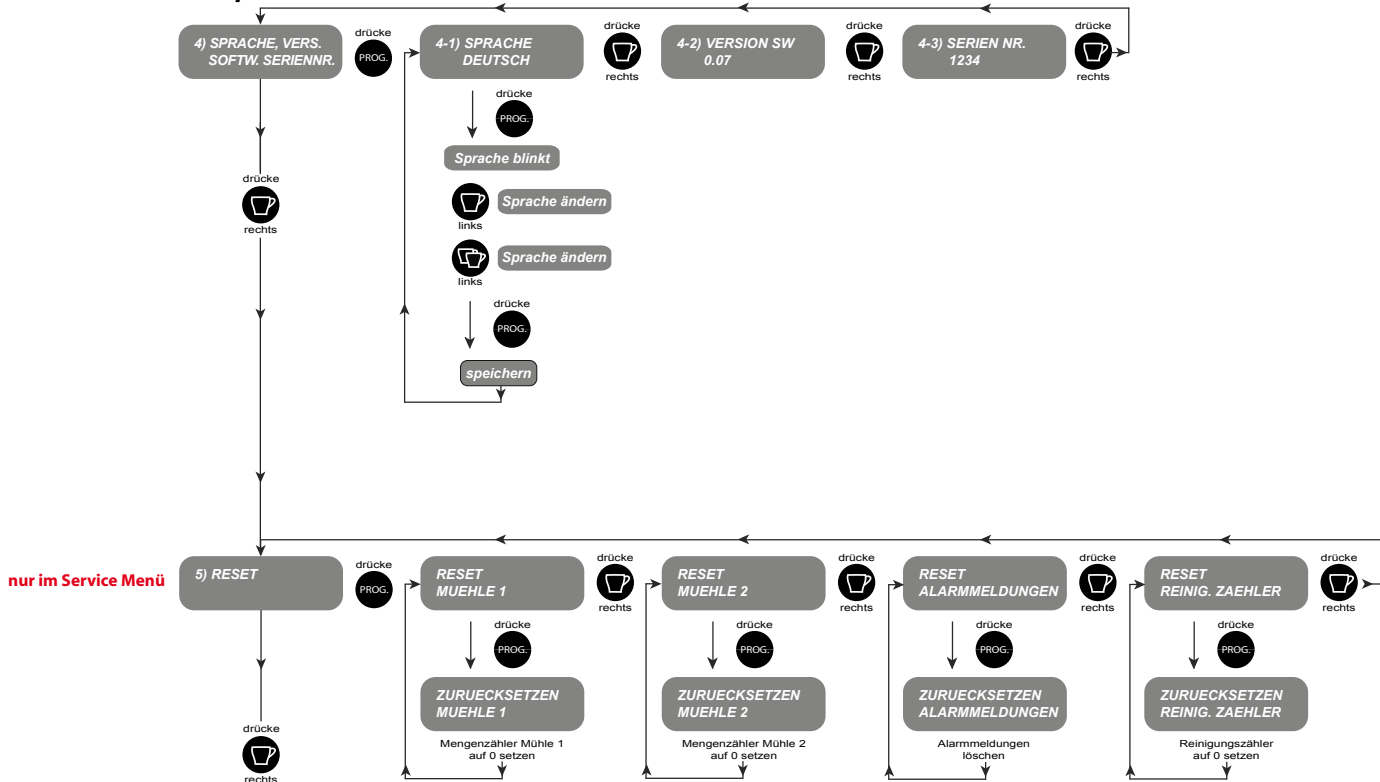 drücke
drücke
drücke
drücke
4) SPRACHE, VERS.
SOFTW. SERIENNR.
PROG.
4-1) SPRACHE
DEUTSCH
4-2) VERSION SW
0.07
4-3) SERIEN NR.
1234
rechts
rechts
rechts
drücke
PROG.
Sprache blinkt
drücke
rechts
Sprache ändern
links
Sprache ändern
links
drücke
PROG.
speichern
nur im Service Menü
5) RESET
drücke
PROG.
RESET
MUEHLE 1
drücke
rechts
RESET
MUEHLE 2
drücke
rechts
RESET
ALARMMELDUNGEN
drücke
rechts
RESET
REINIG. ZAEHLER
drücke
rechts
drücke
PROG.
drücke
PROG.
drücke
PROG.
drücke
PROG.
ZURUECKSETZEN
MUEHLE 1
ZURUECKSETZEN
MUEHLE 2
ZURUECKSETZEN
ALARMMELDUNGEN
ZURUECKSETZEN
REINIG. ZAEHLER
drücke
rechts
Mengenzähler Mühle 1
auf 0 setzen
Mengenzähler Mühle 2
auf 0 setzen
Alarmmeldungen
löschen
Reinigungszähler
auf 0 setzen